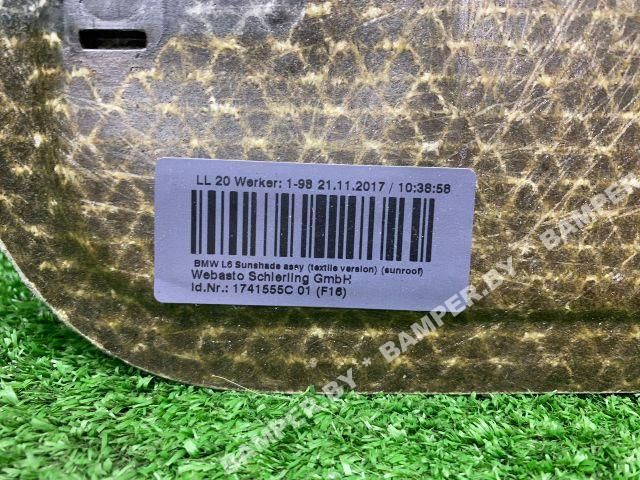 LL 20 Werker: 1-98 21.11.2017 / 10:38:58
BMW L6 Sunshade assy (textile version) (sunroof)
Webasto Schierling GmbH
Id.Nr.: 1741555C 01 (F16)
BAMPER.BY * BAMPER.BY * BAMPER.BY